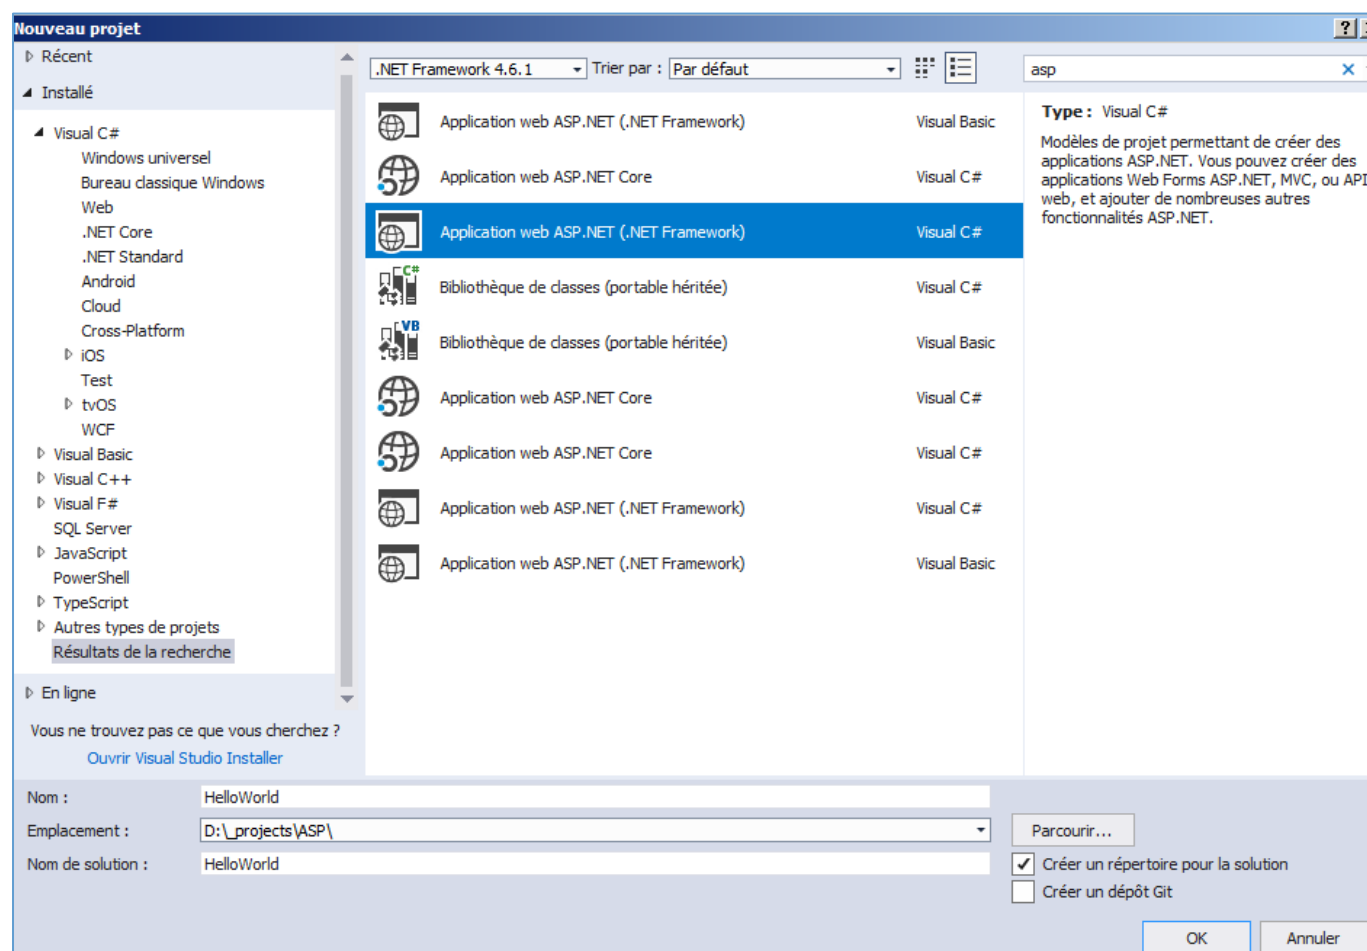 Nouveau projet
?
Récent
Installé
Visual C#
Windows universel
Bureau classique Windows
Web
.NET Core
.NET Standard
Android
Cloud
Cross-Platform
iOS
Test
tvOS
WCF
Visual Basic
Visual C++
Visual F#
SQL Server
JavaScript
PowerShell
TypeScript
Autres types de projets
Résultats de la recherche
En ligne
Vous ne trouvez pas ce que vous cherchez ?
Ouvrir Visual Studio Installer
.NET Framework 4.6.1 Trier par : Par défaut
Application web ASP.NET (.NET Framework) Visual Basic
Application web ASP.NET Core Visual C#
Application web ASP.NET (.NET Framework) Visual C#
C# Bibliothèque de classes (portable héritée) Visual C#
VB Bibliothèque de classes (portable héritée) Visual Basic
Application web ASP.NET Core Visual C#
Application web ASP.NET Core Visual C#
Application web ASP.NET (.NET Framework) Visual C#
Application web ASP.NET (.NET Framework) Visual Basic
asp
Type : Visual C#
Modèles de projet permettant de créer des
applications ASP.NET. Vous pouvez créer des
applications Web Forms ASP.NET, MVC, ou API
web, et ajouter de nombreuses autres
fonctionnalités ASP.NET.
Nom : HelloWorld
Emplacement : D:\_projects\ASP\ Parcourir...
Nom de solution : HelloWorld
Créer un répertoire pour la solution
Créer un dépôt Git
OK Annuler